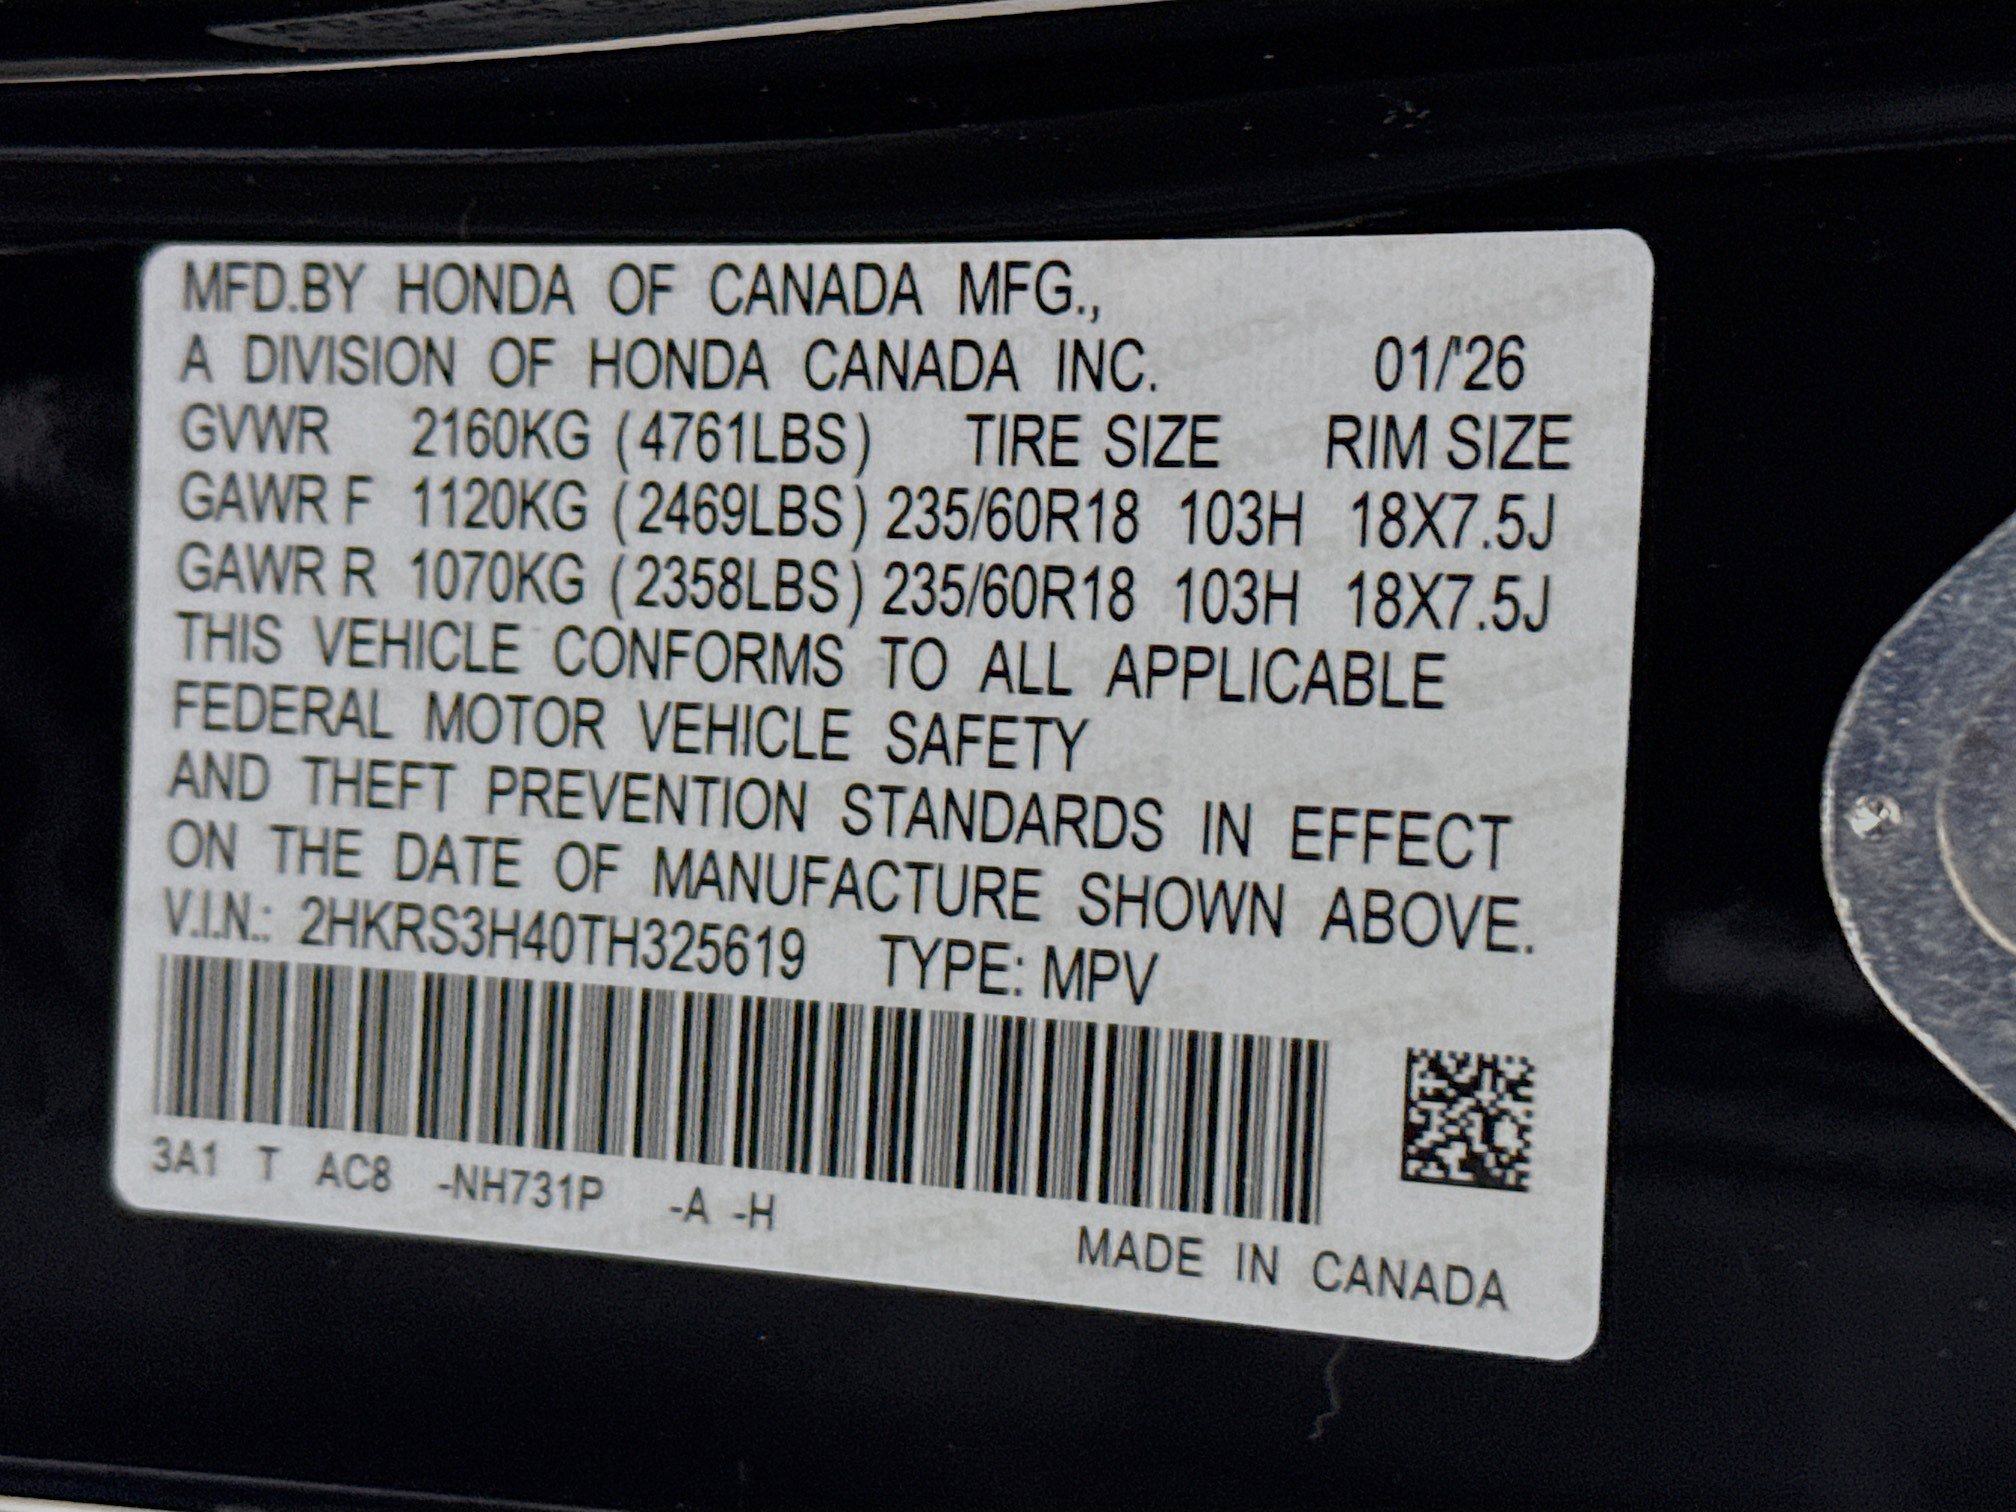 MFD.BY HONDA OF CANADA MFG.,
A DIVISION OF HONDA CANADA INC. 01/'26
GVWR 2160KG (4761LBS) TIRE SIZE RIM SIZE
GAWR F 1120KG (2469LBS) 235/60R18 103H 18X7.5J
GAWR R 1070KG (2358LBS) 235/60R18 103H 18X7.5J
THIS VEHICLE CONFORMS TO ALL APPLICABLE
FEDERAL MOTOR VEHICLE SAFETY
AND THEFT PREVENTION STANDARDS IN EFFECT
ON THE DATE OF MANUFACTURE SHOWN ABOVE.
V.I.N.: 2HKRS3H40TH325619 TYPE: MPV
3A1 T AC8 -NH731P -A -H
MADE IN CANADA